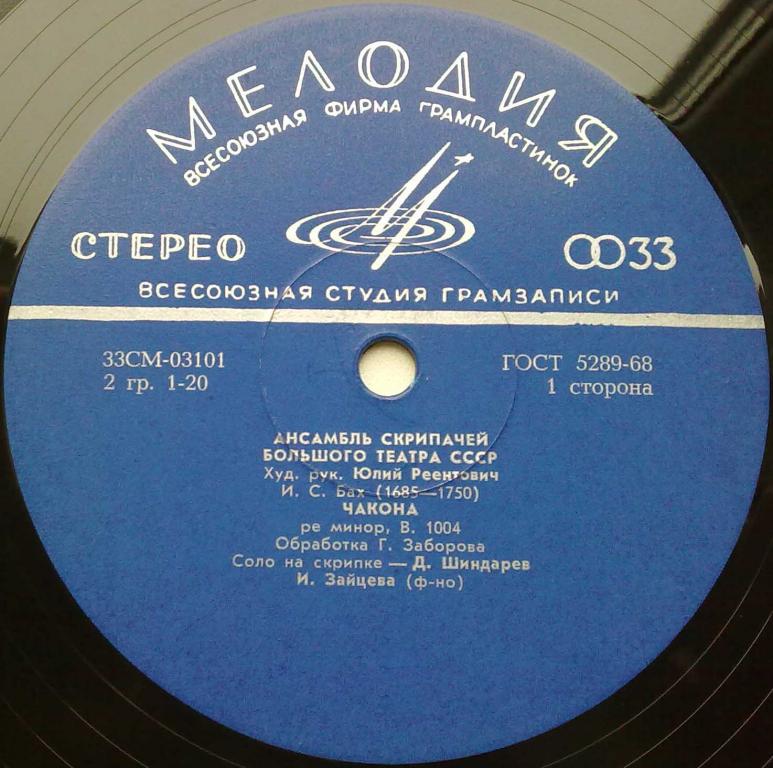 МЕЛОДИЯ
ВСЕСОЮЗНАЯ ФИРМА ГРАМПЛАСТИНОК
СТЕРЕО
33
ВСЕСОЮЗНАЯ СТУДИЯ ГРАМЗАПИСИ
33СМ-03101
ГОСТ 5289-68
2 гр. 1-20
1 сторона
АНСАМБЛЬ СКРИПАЧЕЙ
БОЛЬШОГО ТЕАТРА СССР
Худ. рук. Юлий Реентович
И. С. Бах (1685—1750)
ЧАКОНА
ре минор, В. 1004
Обработка Г. Заборова
Соло на скрипке — Д. Шиндарев
И. Зайцева (ф-но)